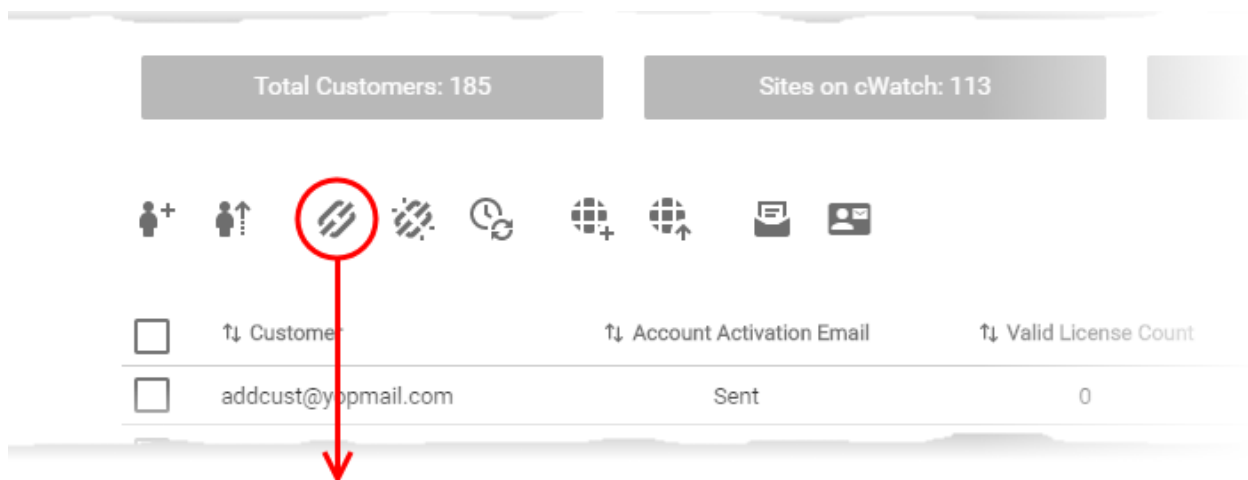 Total Customers: 185 Sites on cWatch: 113
Customer Account Activation Email Valid License Count
addcust@yopmail.com Sent 0